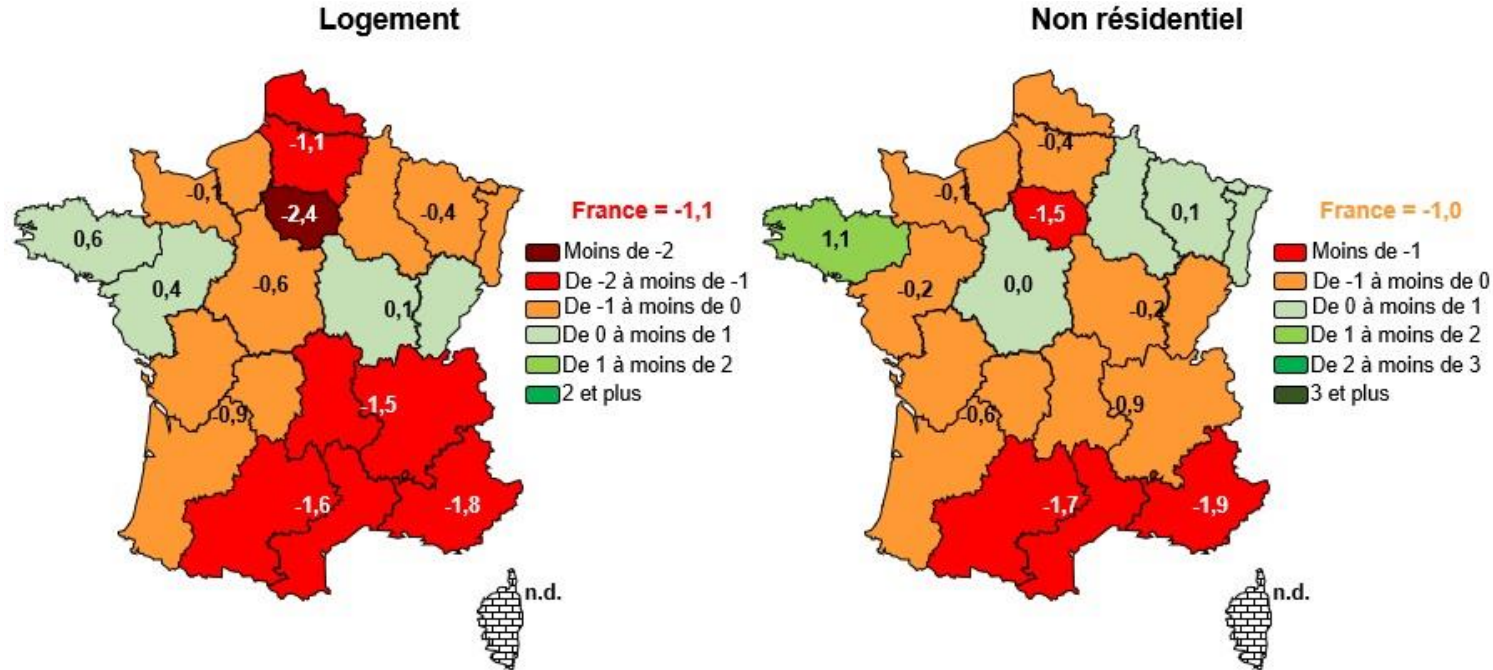 Logement
-1,1
-0,1
-2,4
-0,4
0,6
-0,6
0,4
0,1
-0,9
-1,5
-1,6
-1,8
n.d.
France = -1,1
Moins de -2
De -2 à moins de -1
De -1 à moins de 0
De 0 à moins de 1
De 1 à moins de 2
2 et plus
Non résidentiel
-0,4
-0,1
-1,5
0,1
1,1
-0,2
0,0
-0,2
-0,6
-0,9
-1,7
-1,9
n.d.
France = -1,0
Moins de -1
De -1 à moins de 0
De 0 à moins de 1
De 1 à moins de 2
De 2 à moins de 3
3 et plus